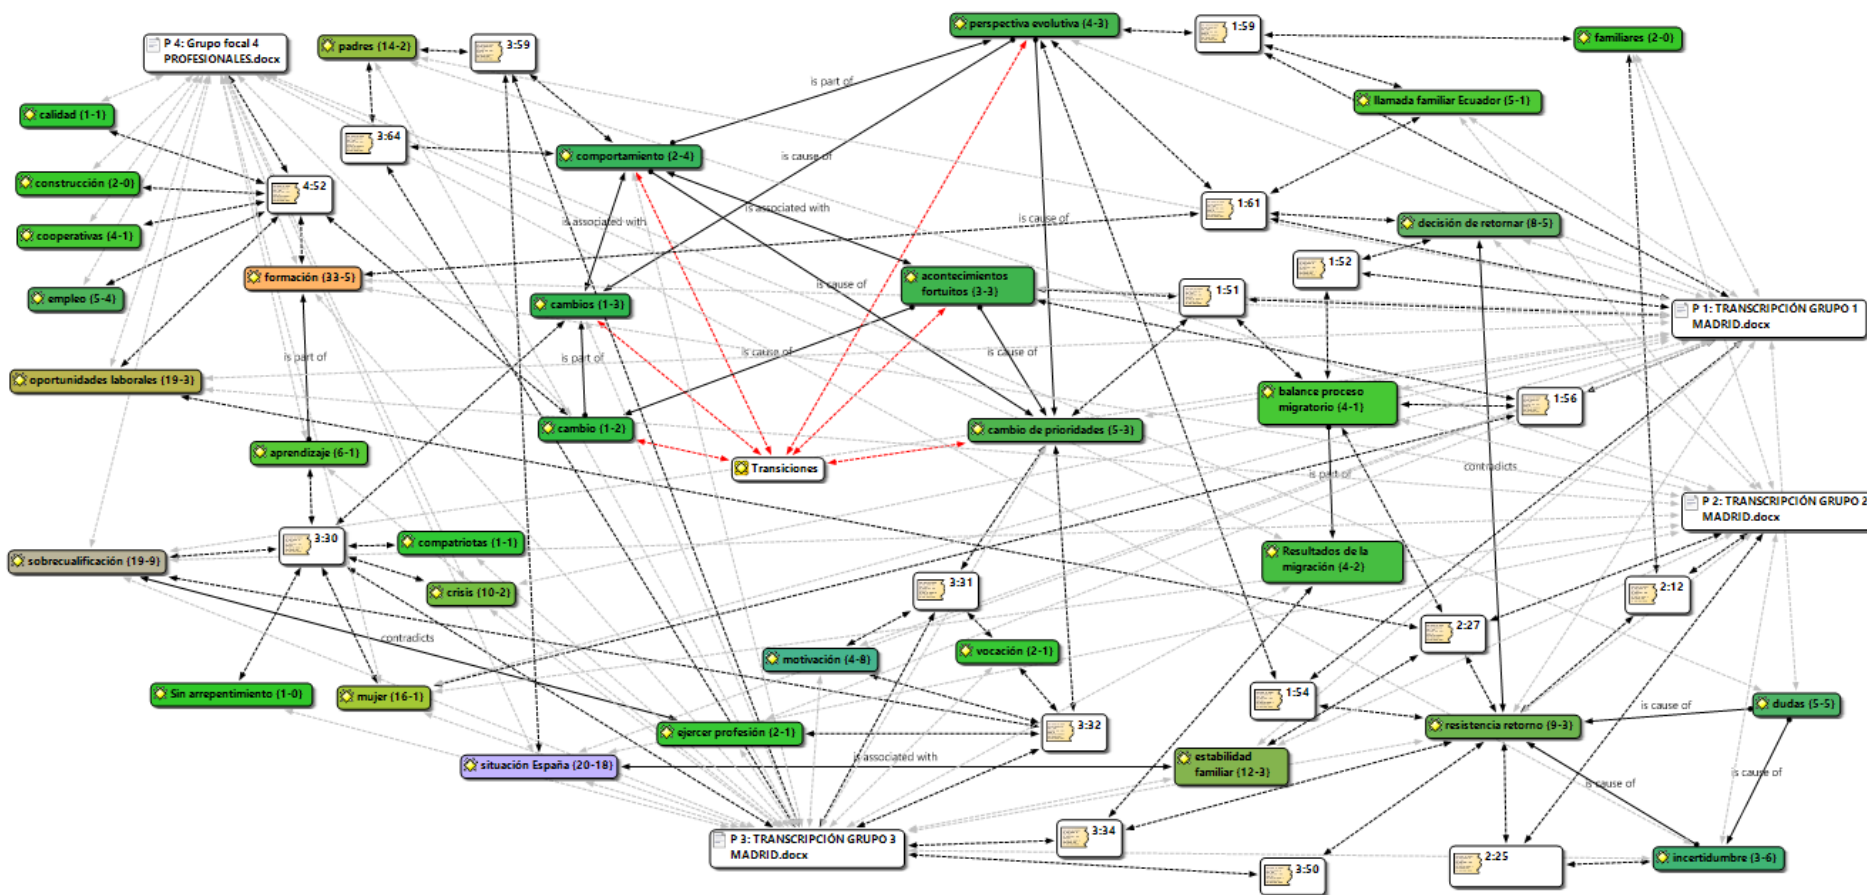 perspectiva evolutiva (4-3)
1:59
familiares (2-0)
P 4: Grupo focal 4
PROFESIONALES.docx
padres (14-2)
3:59
is part of
llamada familiar Ecuador (5-1)
calidad (1-1)
3:64
comportamiento (2-4)
is cause of
construcción (2-0)
4:52
1:61
is associated with
is associated with
is cause of
decisión de retornar (8-5)
cooperativas (4-1)
formación (33-5)
1:52
empleo (5-4)
cambios (1-3)
is cause of
acontecimientos
fortuitos (3-3)
1:51
P 1: TRANSCRIPCIÓN GRUPO 1
MADRID.docx
is part of
is part of
is cause of
is cause of
oportunidades laborales (19-3)
balance proceso
migratorio (4-1)
1:56
cambio (1-2)
cambio de prioridades (5-3)
aprendizaje (6-1)
Transiciones
is part of
contradicts
P 2: TRANSCRIPCIÓN GRUPO 2
MADRID.docx
3:30
compatriotas (1-1)
sobrecualificación (19-9)
Resultados de la
migración (4-2)
crisis (10-2)
3:31
2:12
contradicts
2:27
motivación (4-8)
vocación (2-1)
Sin arrepentimiento (1-0)
mujer (16-1)
1:54
dudas (5-5)
ejercer profesión (2-1)
3:32
resistencia retorno (9-3)
is cause of
situación España (20-18)
is associated with
estabilidad
familiar (12-3)
is cause of
is cause of
P 3: TRANSCRIPCIÓN GRUPO 3
MADRID.docx
3:34
3:50
2:25
incertidumbre (3-6)